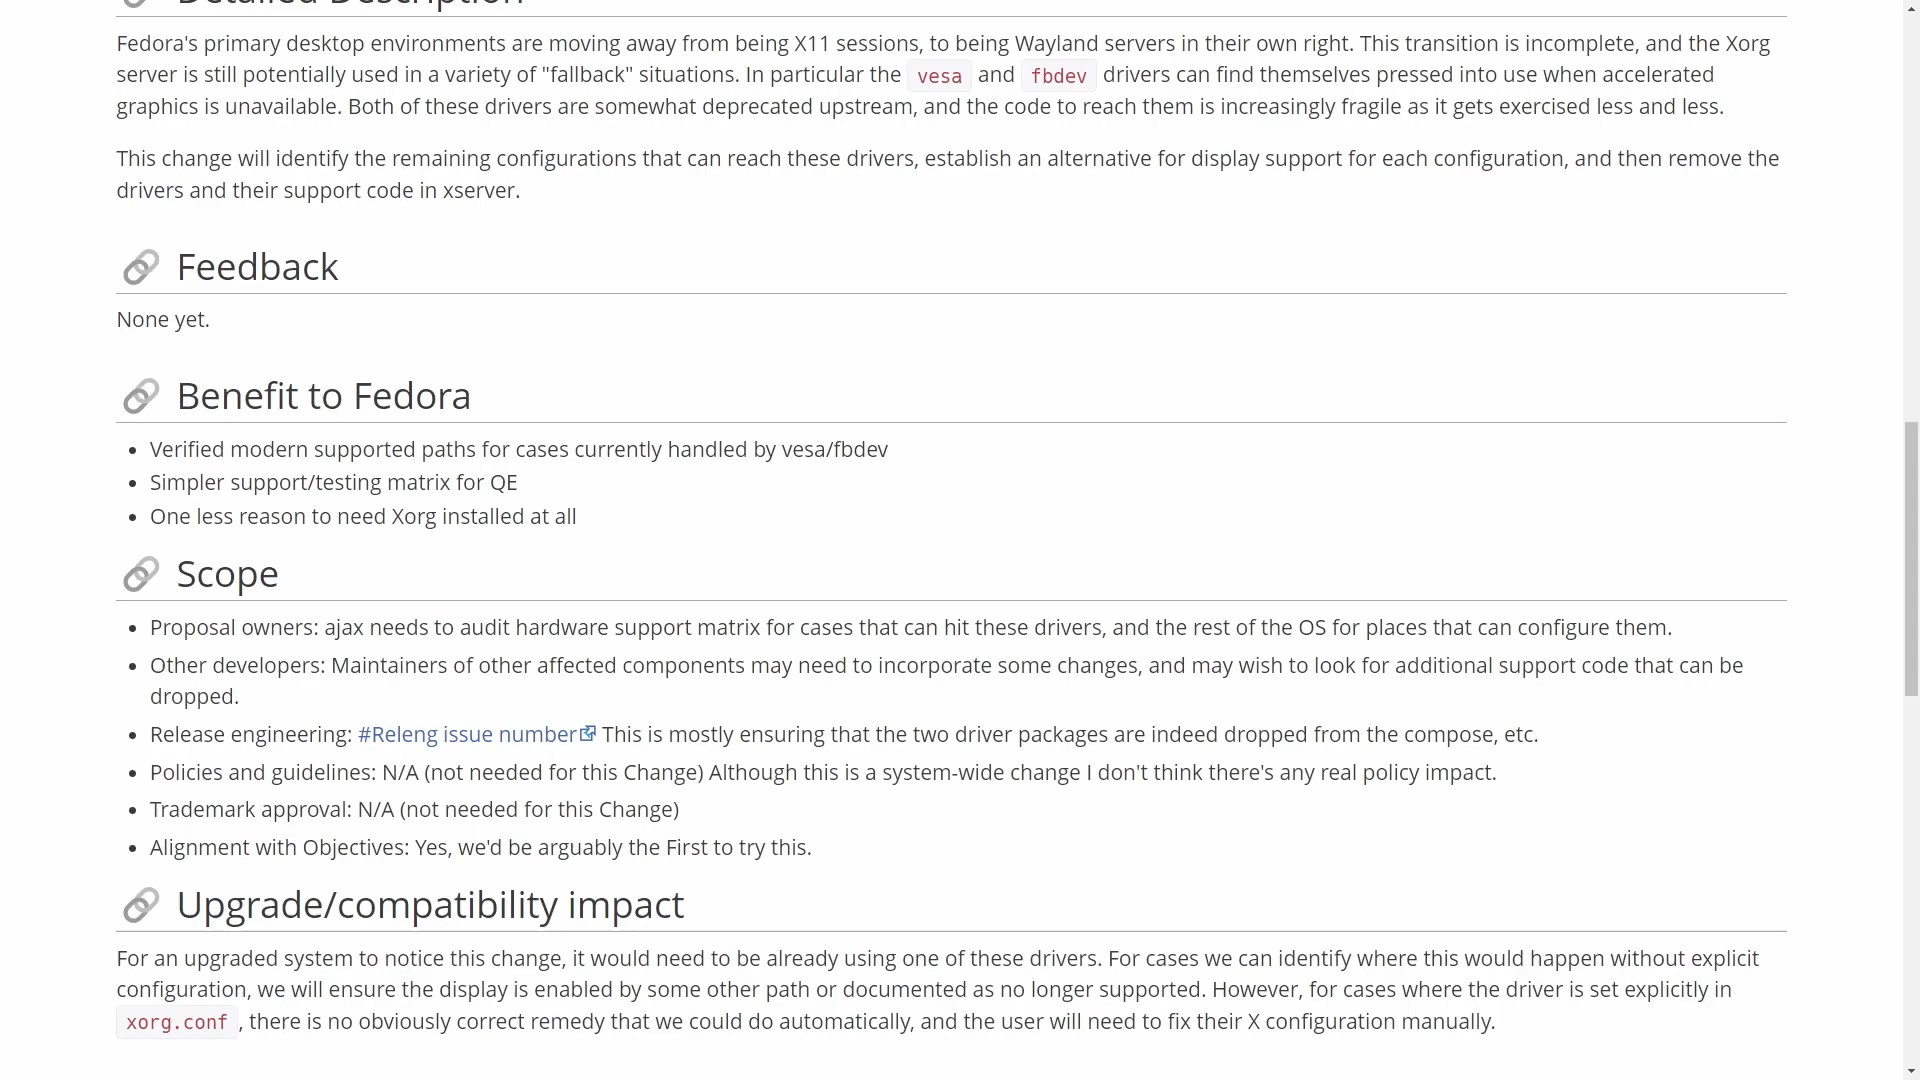 Detailed Description
Fedora's primary desktop environments are moving away from being X11 sessions, to being Wayland servers in their own right. This transition is incomplete, and the Xorg
server is still potentially used in a variety of "fallback" situations. In particular the vesa and fbdev drivers can find themselves pressed into use when accelerated
graphics is unavailable. Both of these drivers are somewhat deprecated upstream, and the code to reach them is increasingly fragile as it gets exercised less and less.
This change will identify the remaining configurations that can reach these drivers, establish an alternative for display support for each configuration, and then remove the
drivers and their support code in xserver.
Feedback
None yet.
Benefit to Fedora
• Verified modern supported paths for cases currently handled by vesa/fbdev
• Simpler support/testing matrix for QE
• One less reason to need Xorg installed at all
Scope
• Proposal owners: ajax needs to audit hardware support matrix for cases that can hit these drivers, and the rest of the OS for places that can configure them.
• Other developers: Maintainers of other affected components may need to incorporate some changes, and may wish to look for additional support code that can be
dropped.
• Release engineering: #Releng issue number This is mostly ensuring that the two driver packages are indeed dropped from the compose, etc.
• Policies and guidelines: N/A (not needed for this Change) Although this is a system-wide change I don't think there's any real policy impact.
• Trademark approval: N/A (not needed for this Change)
• Alignment with Objectives: Yes, we'd be arguably the First to try this.
Upgrade/compatibility impact
For an upgraded system to notice this change, it would need to be already using one of these drivers. For cases we can identify where this would happen without explicit
configuration, we will ensure the display is enabled by some other path or documented as no longer supported. However, for cases where the driver is set explicitly in
xorg.conf , there is no obviously correct remedy that we could do automatically, and the user will need to fix their X configuration manually.